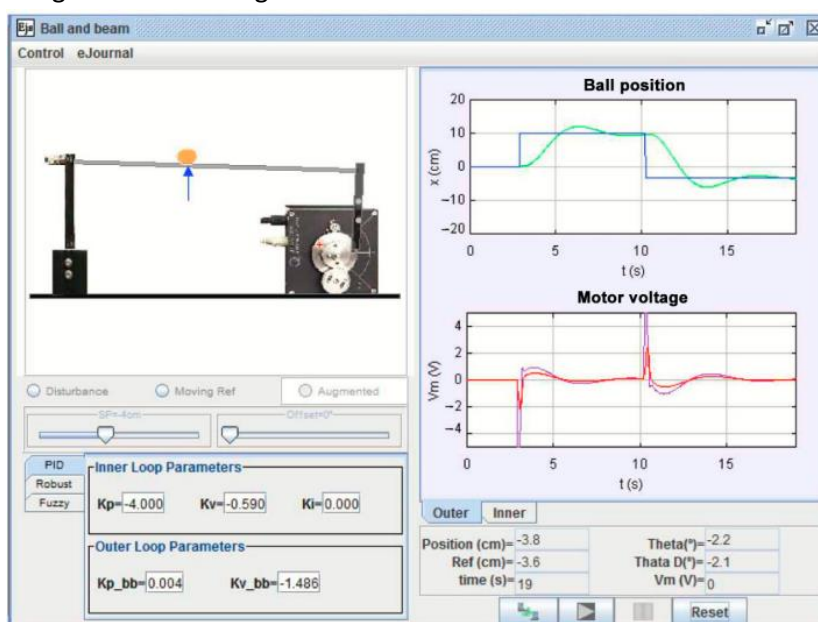 Ejs Ball and beam
Control eJournal
Disturbance Moving Ref Augmented
SP=-4cm Offset=0°
PID
Robust
Fuzzy
Inner Loop Parameters
Kp= -4.000 Kv= -0.590 Ki= 0.000
Outer Loop Parameters
Kp_bb= 0.004 Kv_bb= -1.486
Ball position
20
10
0
−10
−20
x (cm)
0 5 10 15
t (s)
Motor voltage
4
2
0
−2
−4
Vm (V)
0 5 10 15
t (s)
Outer Inner
Position (cm)= -3.8 Theta(°)= -2.2
Ref (cm)= -3.6 Thata D(°)= -2.1
time (s)= 19 Vm (V)= 0
Reset